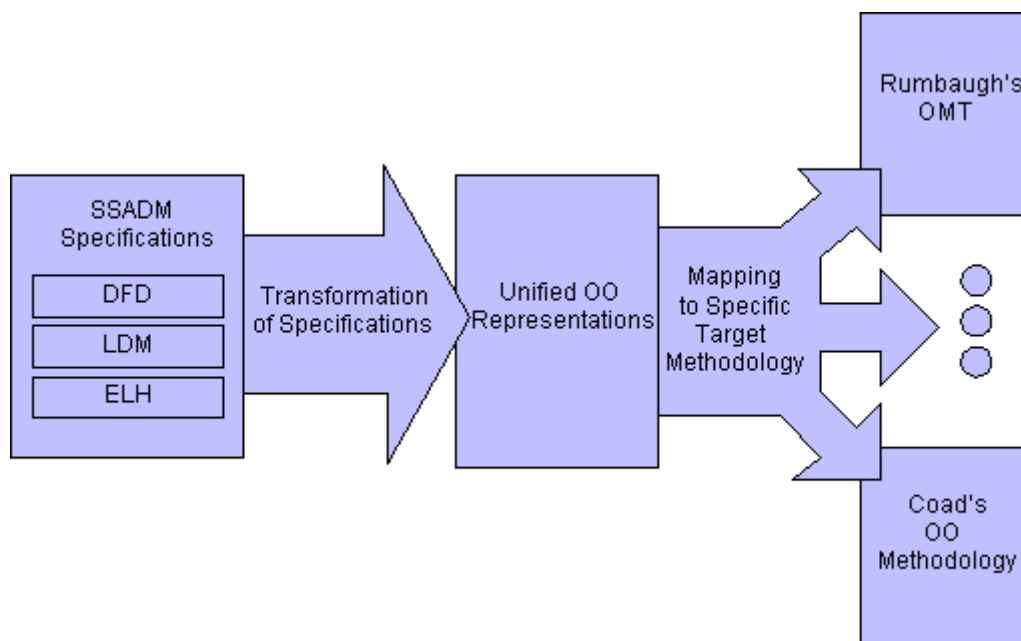 SSADM
Specifications
DFD
LDM
ELH
Transformation
of Specifications
Unified OO
Representations
Mapping
to Specific
Target
Methodology
Rumbaugh's
OMT
Coad's
OO
Methodology